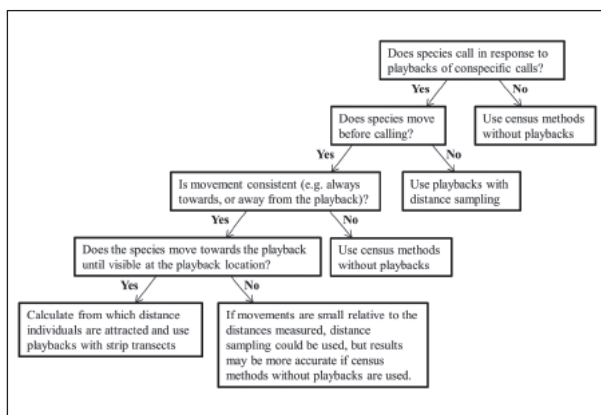 Does species call in response to
playbacks of conspecific calls?
Yes
No
Does species move
before calling?
Use census methods
without playbacks
Yes
No
Is movement consistent (e.g. always
towards, or away from the playback)?
Use playbacks with
distance sampling
Yes
No
Does the species move towards the playback
until visible at the playback location?
Use census methods
without playbacks
Yes
No
Calculate from which distance
individuals are attracted and use
playbacks with strip transects
If movements are small relative to the
distances measured, distance
sampling could be used, but results
may be more accurate if census
methods without playbacks are used.